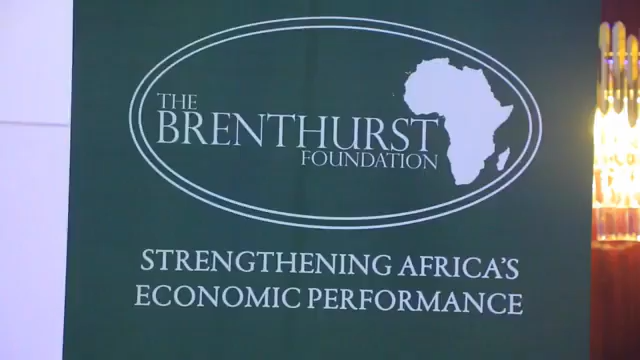 THE
BRENTHURST
FOUNDATION
STRENGTHENING AFRICA'S
ECONOMIC PERFORMANCE